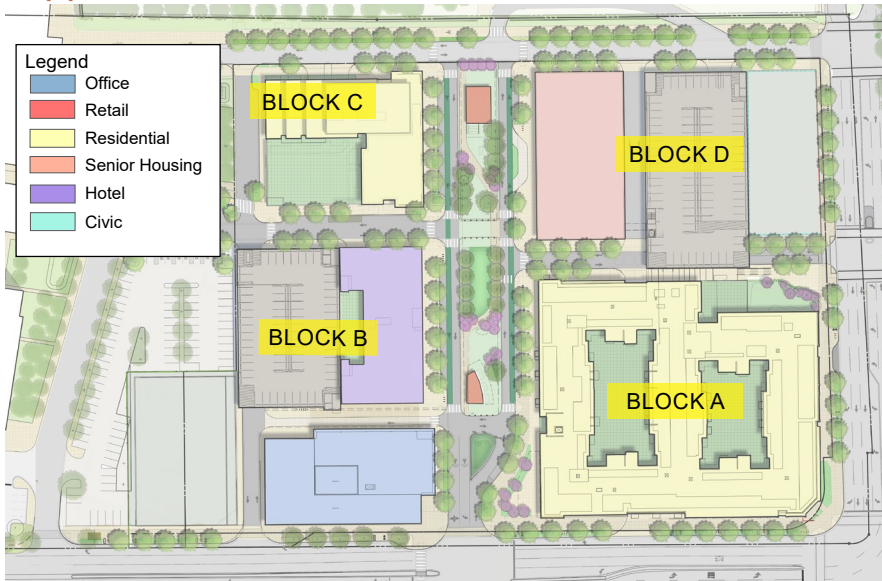 Legend
Office
Retail
Residential
Senior Housing
Hotel
Civic
BLOCK C
BLOCK D
BLOCK B
BLOCK A